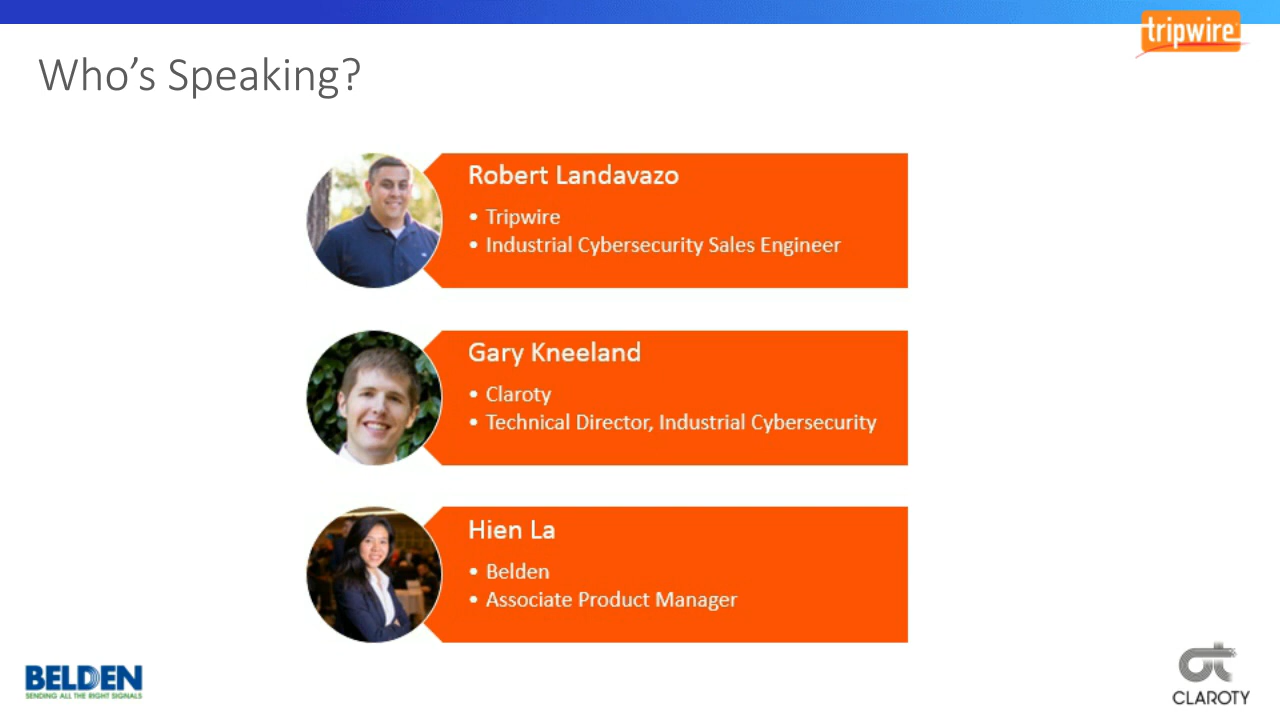 tripwire
Who's Speaking?
Robert Landavazo
• Tripwire
• Industrial Cybersecurity Sales Engineer
Gary Kneeland
• Claroty
• Technical Director, Industrial Cybersecurity
Hien La
• Belden
• Associate Product Manager
BELDEN
SENDING ALL THE RIGHT SIGNALS
CLAROTY